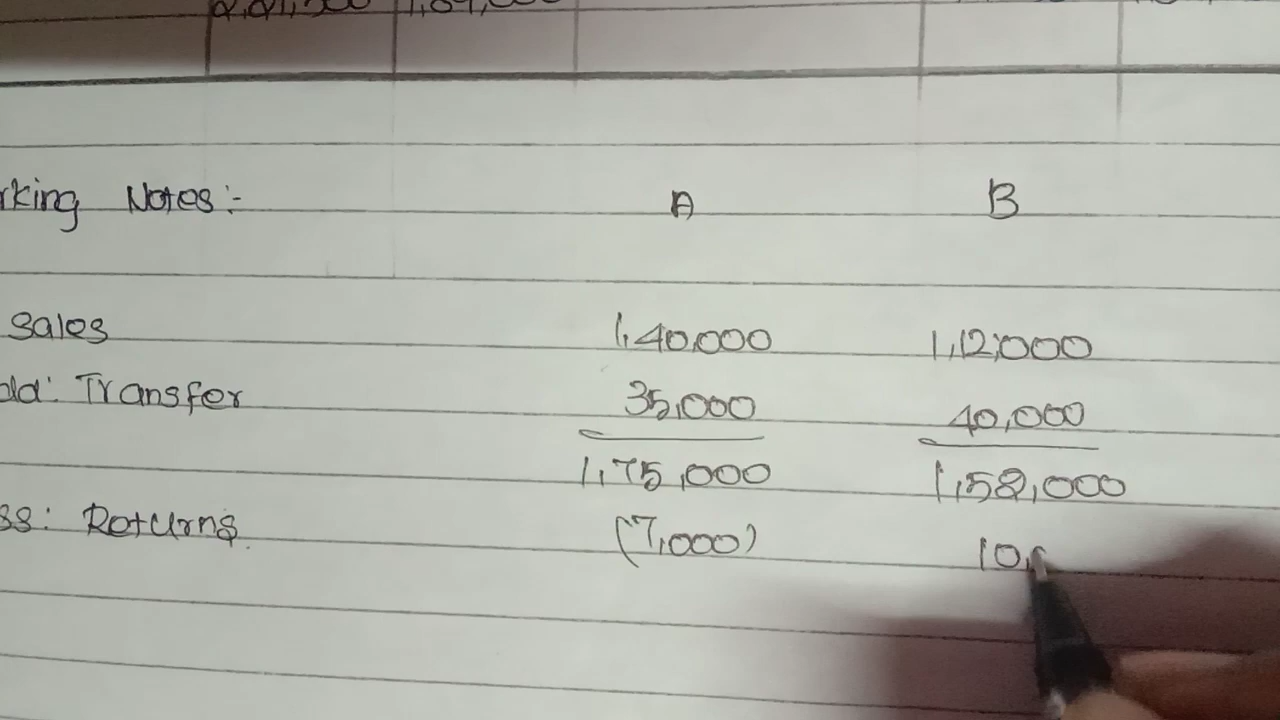 rking Notes:- A B
Sales 1,40,000 1,12,000
dd: Transfer 35,000 40,000
1,75,000 1,52,000
ss: Returns (7,000) 10,